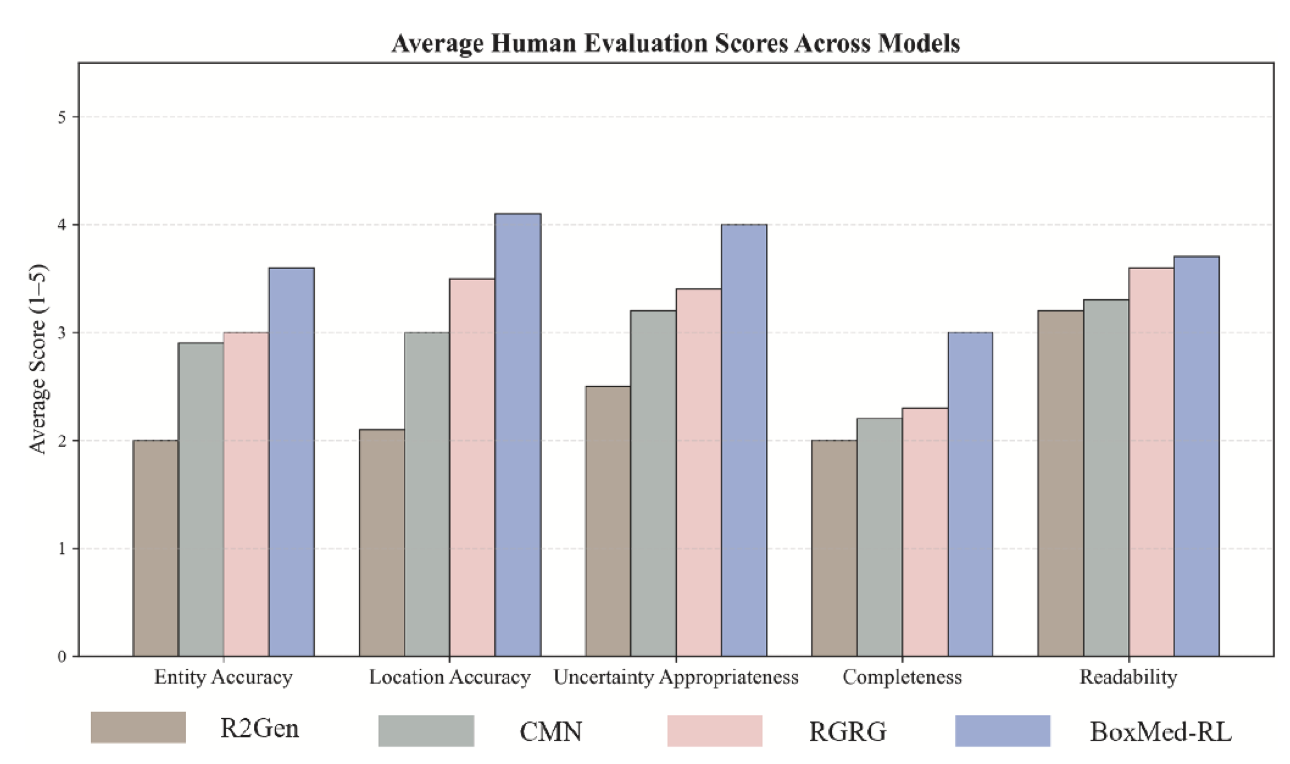 Average Human Evaluation Scores Across Models
Average Score (1–5)
5
4
3
2
1
0
Entity Accuracy Location Accuracy Uncertainty Appropriateness Completeness Readability
R2Gen CMN RGRG BoxMed-RL